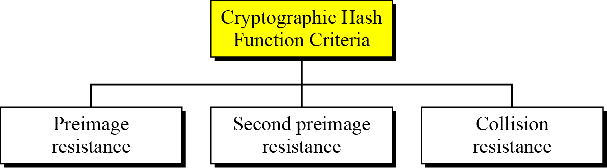 Cryptographic Hash
Function Criteria
Preimage
resistance
Second preimage
resistance
Collision
resistance